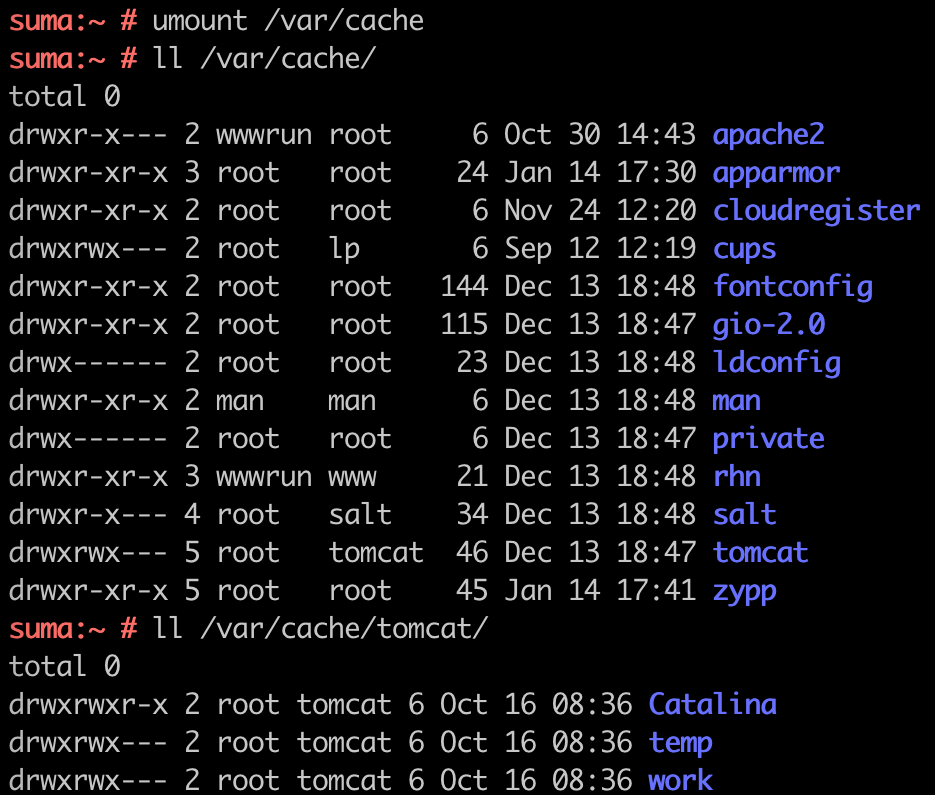 suma:~ # umount /var/cache
suma:~ # ll /var/cache/
total 0
drwxr-x--- 2 wwwrun root     6 Oct 30 14:43 apache2
drwxr-xr-x 3 root   root    24 Jan 14 17:30 apparmor
drwxr-xr-x 2 root   root     6 Nov 24 12:20 cloudregister
drwxrwx--- 2 root   lp       6 Sep 12 12:19 cups
drwxr-xr-x 2 root   root   144 Dec 13 18:48 fontconfig
drwxr-xr-x 2 root   root   115 Dec 13 18:47 gio-2.0
drwx------ 2 root   root    23 Dec 13 18:48 ldconfig
drwxr-xr-x 2 man    man      6 Dec 13 18:48 man
drwx------ 2 root   root     6 Dec 13 18:47 private
drwxr-xr-x 3 wwwrun www     21 Dec 13 18:48 rhn
drwxr-x--- 4 root   salt    34 Dec 13 18:48 salt
drwxrwx--- 5 root   tomcat  46 Dec 13 18:47 tomcat
drwxr-xr-x 5 root   root    45 Jan 14 17:41 zypp
suma:~ # ll /var/cache/tomcat/
total 0
drwxrwxr-x 2 root tomcat 6 Oct 16 08:36 Catalina
drwxrwx--- 2 root tomcat 6 Oct 16 08:36 temp
drwxrwx--- 2 root tomcat 6 Oct 16 08:36 work